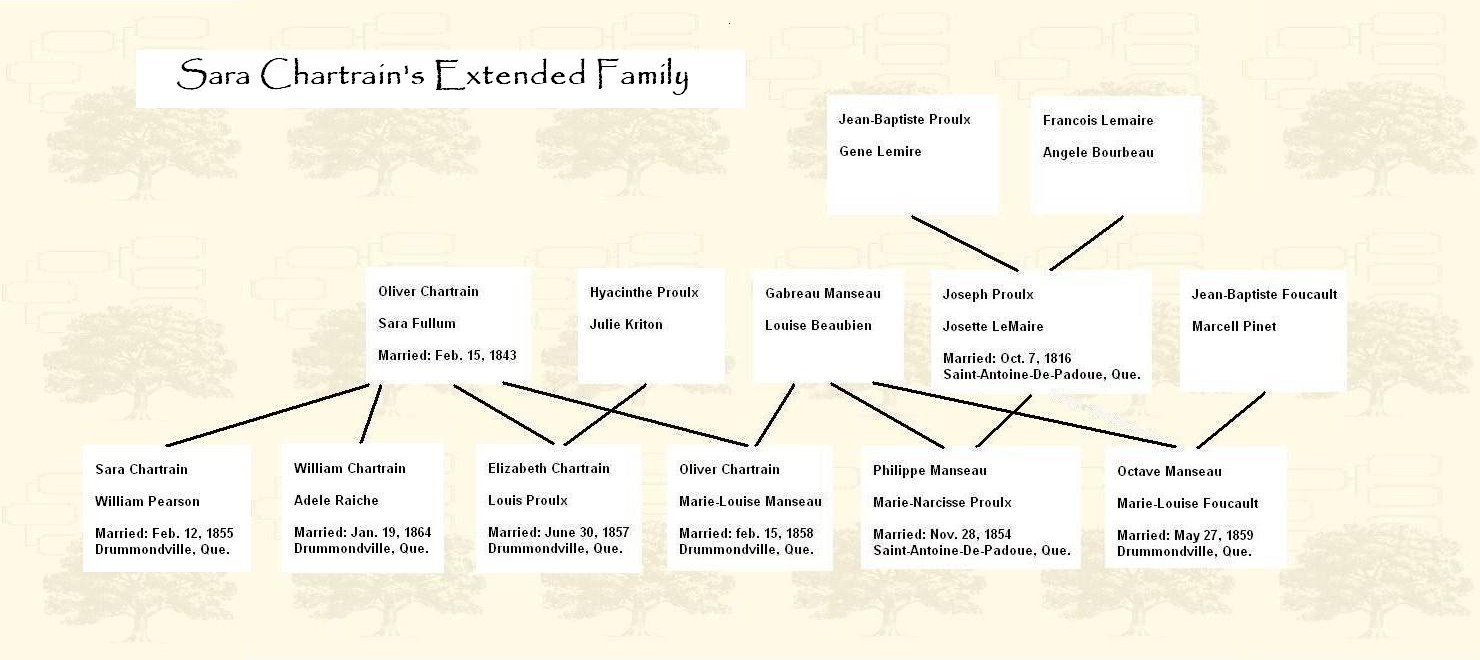 Sara Chartrain's Extended Family
Jean-Baptiste Proulx
Gene Lemire
Francois Lemaire
Angele Bourbeau
Oliver Chartrain
Sara Fullum
Married: Feb. 15, 1843
Hyacinthe Proulx
Julie Kriton
Gabreau Manseau
Louise Beaubien
Joseph Proulx
Josette LeMaire
Married: Oct. 7, 1816
Saint-Antoine-De-Padoue, Que.
Jean-Baptiste Foucault
Marcell Pinet
Sara Chartrain
William Pearson
Married: Feb. 12, 1855
Drummondville, Que.
William Chartrain
Adele Raiche
Married: Jan. 19, 1864
Drummondville, Que.
Elizabeth Chartrain
Louis Proulx
Married: June 30, 1857
Drummondville, Que.
Oliver Chartrain
Marie-Louise Manseau
Married: feb. 15, 1858
Drummondville, Que.
Philippe Manseau
Marie-Narcisse Proulx
Married: Nov. 28, 1854
Saint-Antoine-De-Padoue, Que.
Octave Manseau
Marie-Louise Foucault
Married: May 27, 1859
Drummondville, Que.